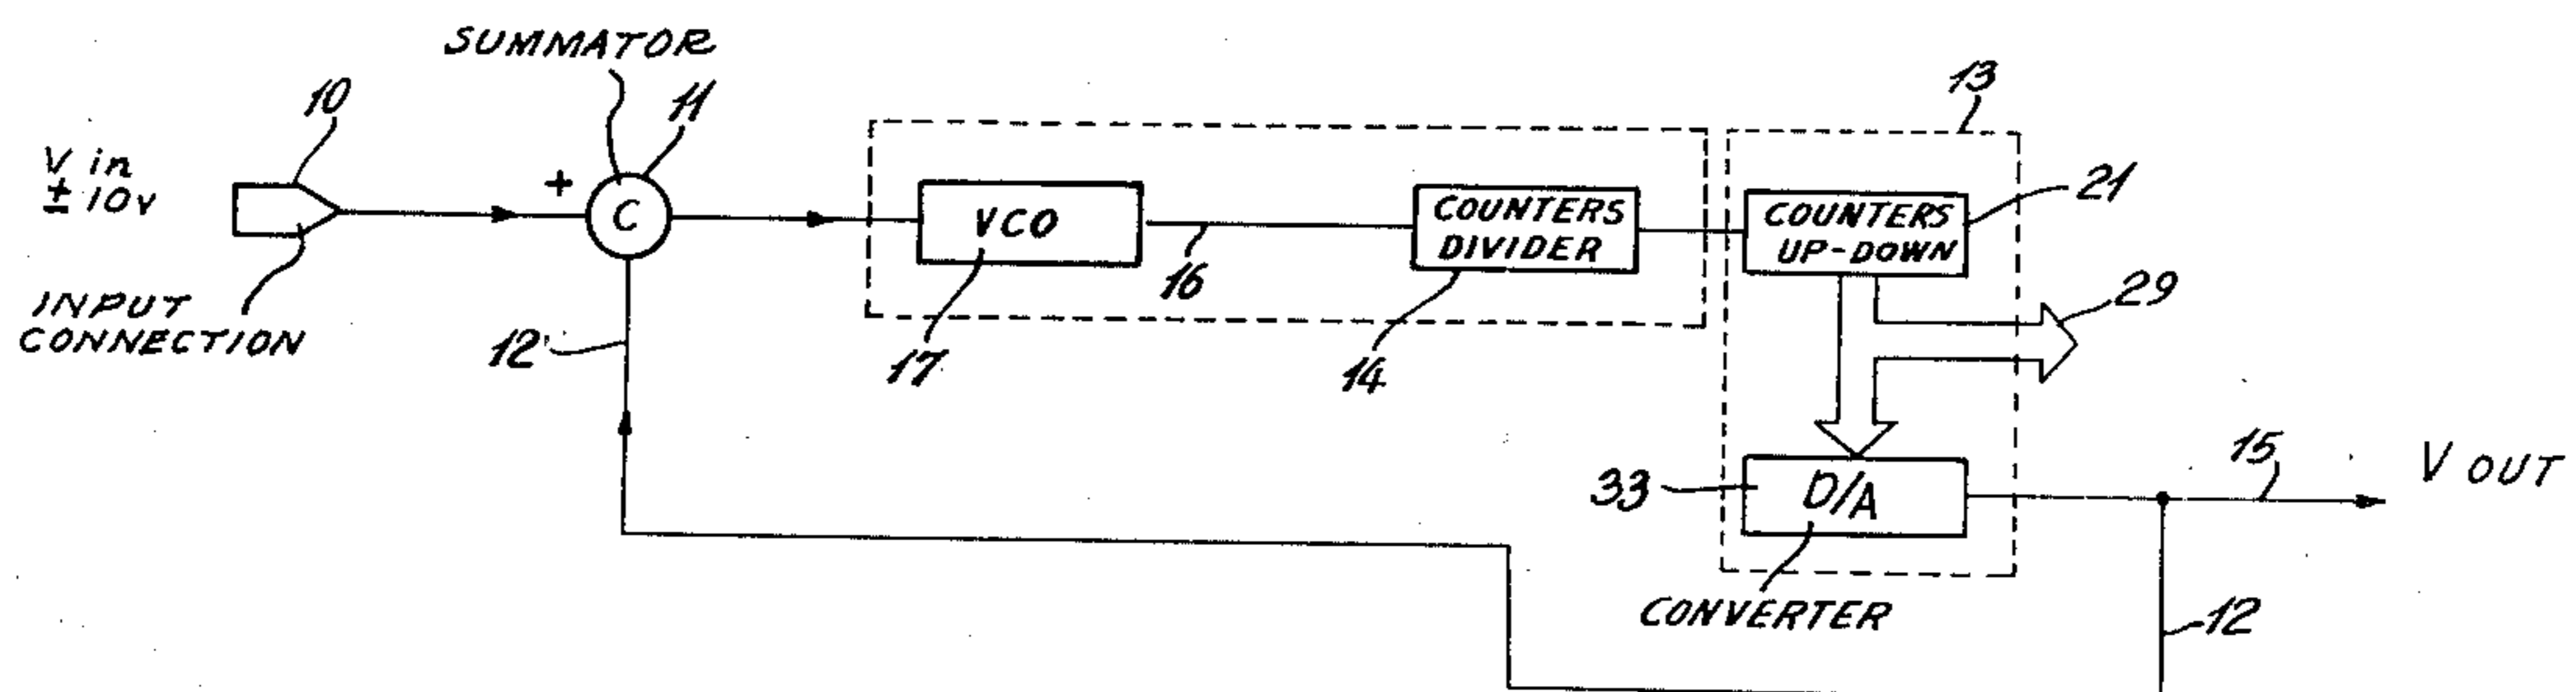 SUMMATOR
10
11
13
V in
± 10v
+
C
VCO
COUNTERS
DIVIDER
COUNTERS
UP-DOWN
21
INPUT
CONNECTION
12'
17
16
14
29
33
D/A
15
V OUT
CONVERTER
12